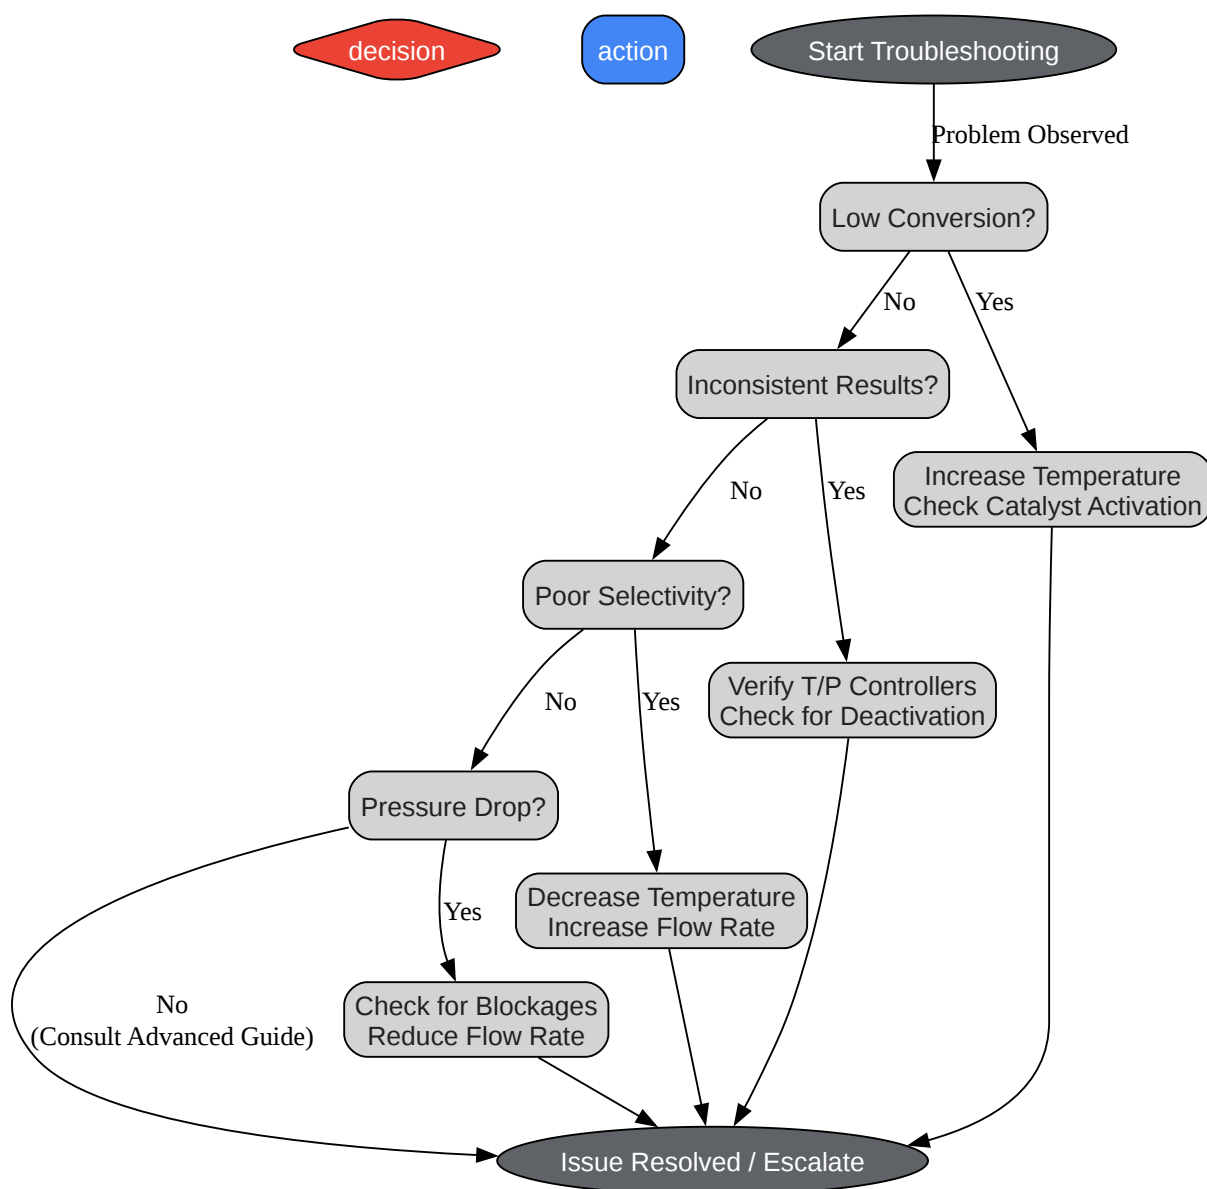 decision
action
Start Troubleshooting
Problem Observed
Low Conversion?
No
Yes
Inconsistent Results?
Increase Temperature
Check Catalyst Activation
No
Yes
Poor Selectivity?
Verify T/P Controllers
Check for Deactivation
No
Yes
Pressure Drop?
Decrease Temperature
Increase Flow Rate
Yes
No
(Consult Advanced Guide)
Check for Blockages
Reduce Flow Rate
Issue Resolved / Escalate